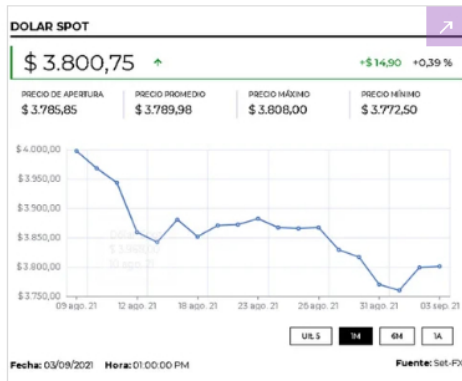 DOLAR SPOT
$ 3.800,75 +$ 14,90 +0,39 %
PRECIO DE APERTURA PRECIO PROMEDIO PRECIO MÁXIMO PRECIO MÍNIMO
$ 3.785,85 $ 3.789,98 $ 3.808,00 $ 3.772,50
$ 4.000,00
$ 3.950,00
$ 3.900,00
$ 3.850,00
$ 3.800,00
$ 3.750,00
09 ago. 21 12 ago. 21 18 ago. 21 23 ago. 21 26 ago. 21 31 ago. 21 03 sep. 21
Ult. 5 1M 6M 1A
Fecha: 03/09/2021 Hora: 01:00:00 PM Fuente: Set-FX